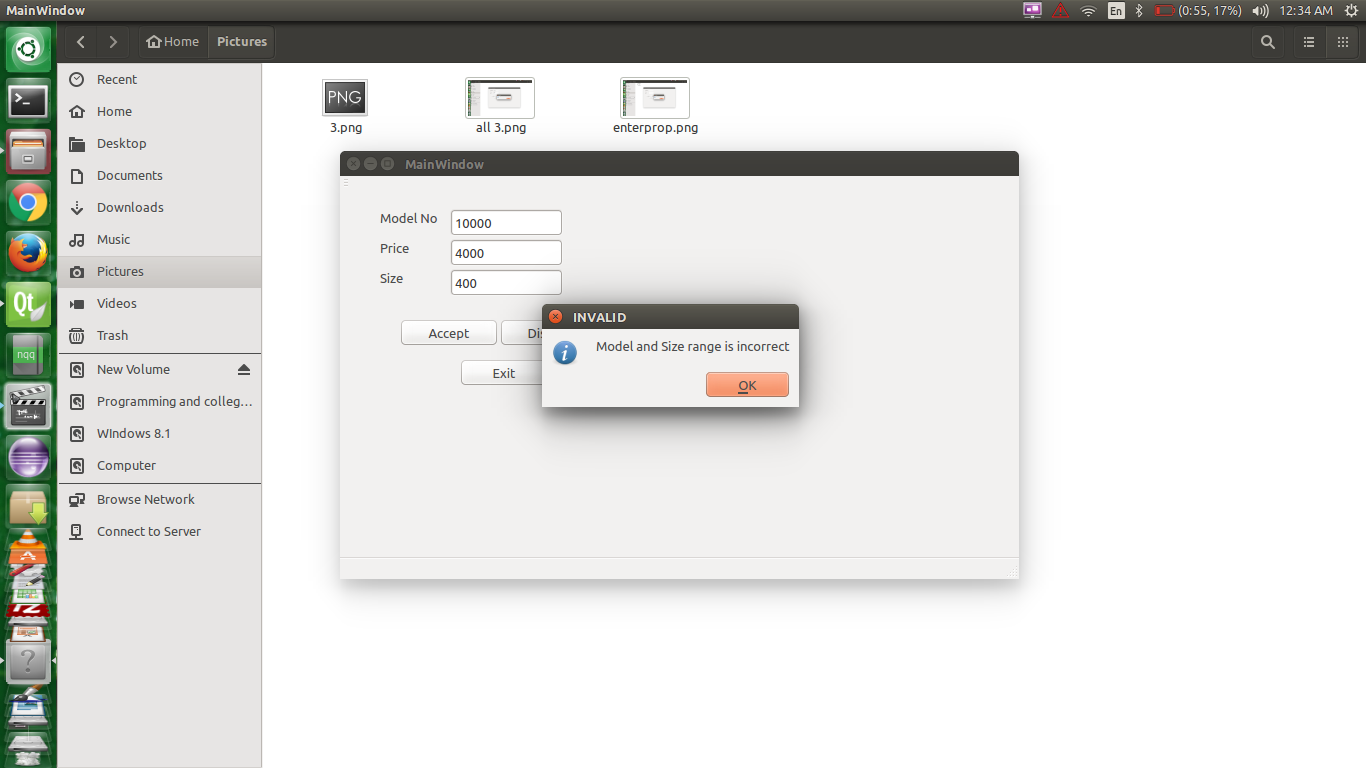 MainWindow
En
(0:55, 17%)
12:34 AM
Home
Pictures
Recent
Home
Desktop
Documents
Downloads
Music
Pictures
Videos
Trash
New Volume
Programming and colleg...
WIndows 8.1
Computer
Browse Network
Connect to Server
PNG
3.png
all 3.png
enterprop.png
MainWindow
Model No
10000
Price
4000
Size
400
Accept
Di
Exit
INVALID
Model and Size range is incorrect
OK
>_
Qt
nqq
?